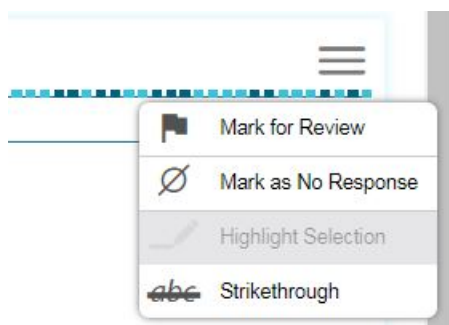 Mark for Review
Mark as No Response
Highlight Selection
abc Strikethrough